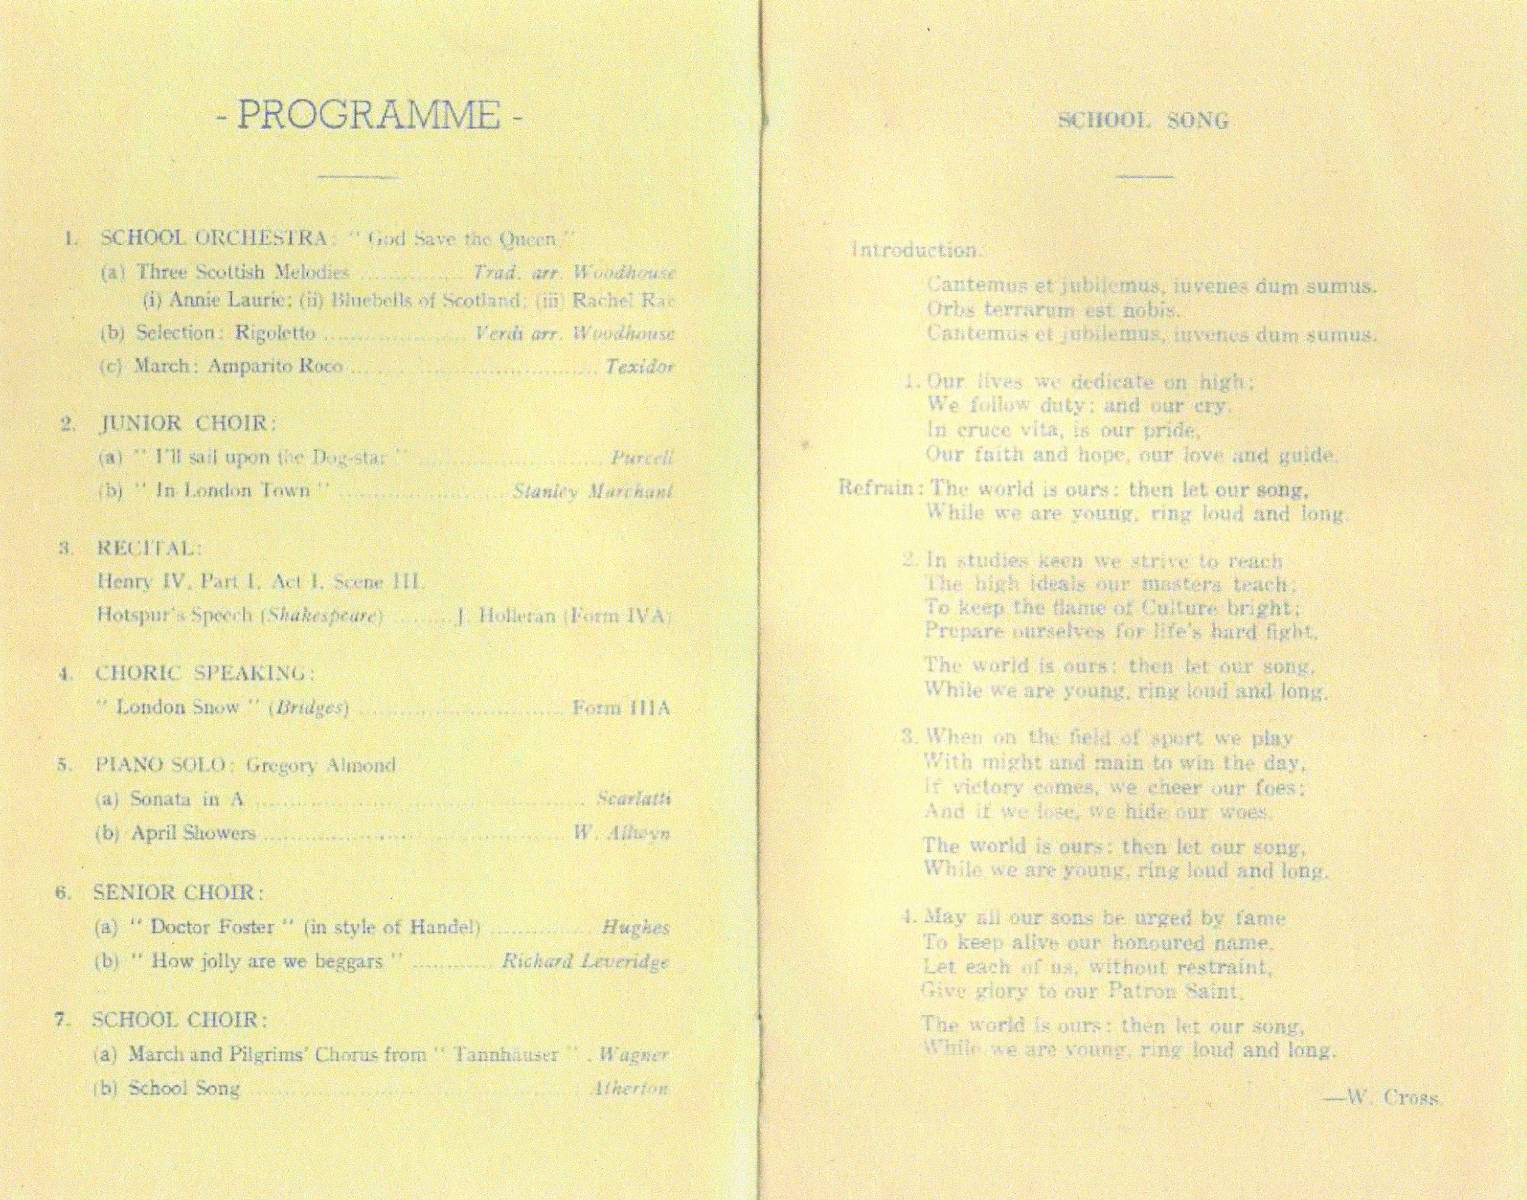 - PROGRAMME -
1. SCHOOL ORCHESTRA: "God Save the Queen"
(a) Three Scottish Melodies ............... Trad. arr. Woodhouse
(i) Annie Laurie; (ii) Bluebells of Scotland; (iii) Rachel Rae
(b) Selection: Rigoletto .................... Verdi arr. Woodhouse
(c) March: Amparito Roco .................................... Texidor
2. JUNIOR CHOIR:
(a) "I'll sail upon the Dog-star" ............................ Purcell
(b) "In London Town" ........................ Stanley Marchant
3. RECITAL:
Henry IV, Part I, Act I, Scene III.
Hotspur's Speech (Shakespeare) ......... J. Holleran (Form IVA)
4. CHORIC SPEAKING:
"London Snow" (Bridges) .............................. Form IIIA
5. PIANO SOLO: Gregory Almond
(a) Sonata in A ................................................ Scarlatti
(b) April Showers ............................................ W. Alwyn
6. SENIOR CHOIR:
(a) "Doctor Foster" (in style of Handel) ............... Hughes
(b) "How jolly are we beggars" ............ Richard Leveridge
7. SCHOOL CHOIR:
(a) March and Pilgrims' Chorus from "Tannhauser" . Wagner
(b) School Song ................................................ Atherton
SCHOOL SONG
Introduction.
Cantemus et jubilemus, iuvenes dum sumus.
Orbs terrarum est nobis.
Cantemus et jubilemus, iuvenes dum sumus.
1. Our lives we dedicate on high;
We follow duty; and our cry,
In cruce vita, is our pride,
Our faith and hope, our love and guide.
Refrain: The world is ours: then let our song,
While we are young, ring loud and long.
2. In studies keen we strive to reach
The high ideals our masters teach;
To keep the flame of Culture bright;
Prepare ourselves for life's hard fight.
The world is ours: then let our song,
While we are young, ring loud and long.
3. When on the field of sport we play
With might and main to win the day,
If victory comes, we cheer our foes;
And if we lose, we hide our woes.
The world is ours: then let our song,
While we are young, ring loud and long.
4. May all our sons be urged by fame
To keep alive our honoured name.
Let each of us, without restraint,
Give glory to our Patron Saint.
The world is ours: then let our song,
While we are young, ring loud and long.
—W. Cross.